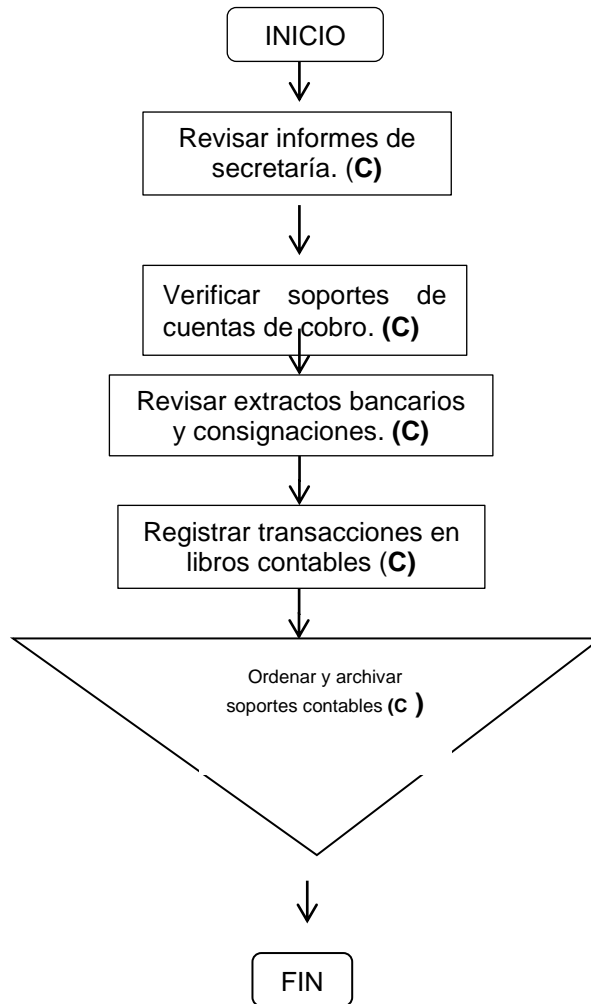 INICIO
Revisar informes de
secretaría. (C)
Verificar soportes de
cuentas de cobro. (C)
Revisar extractos bancarios
y consignaciones. (C)
Registrar transacciones en
libros contables (C)
Ordenar y archivar
soportes contables (C )
FIN